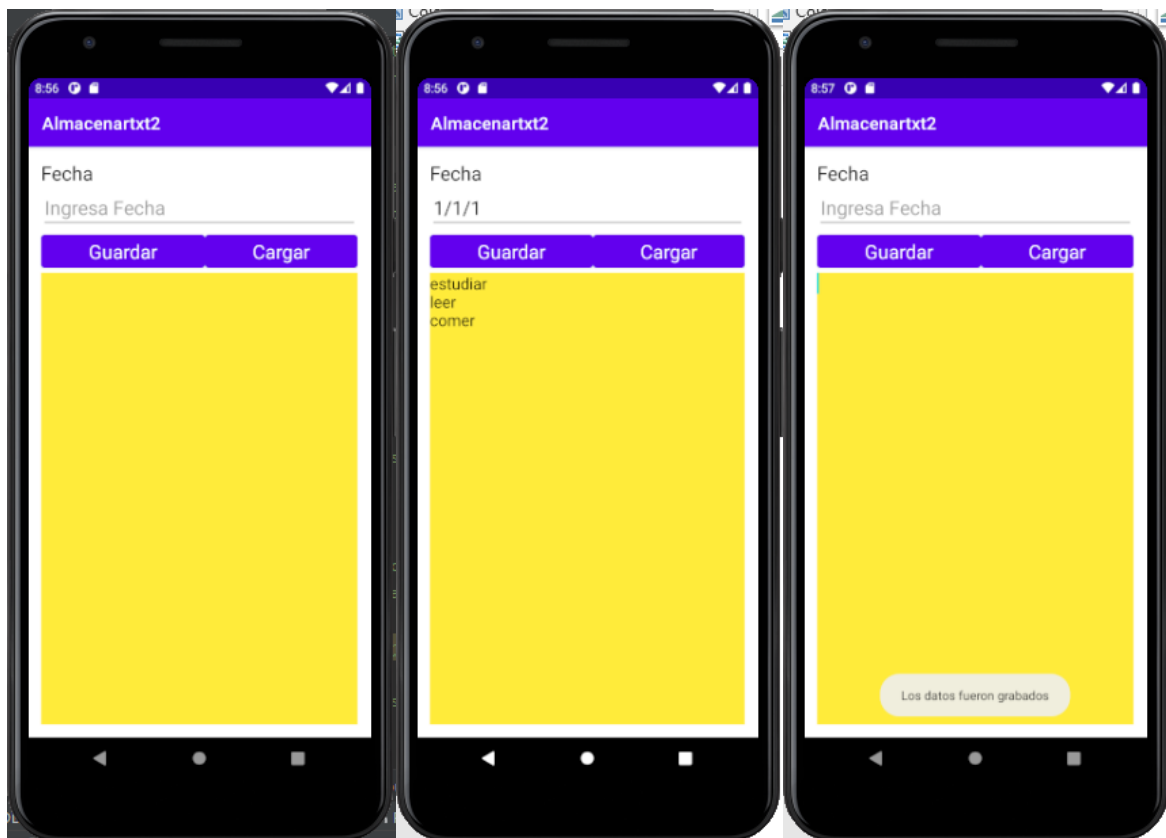 8:56
Almacenartxt2
Fecha
Ingresa Fecha
Guardar Cargar
8:56
Almacenartxt2
Fecha
1/1/1
Guardar Cargar
estudiar
leer
comer
8:57
Almacenartxt2
Fecha
Ingresa Fecha
Guardar Cargar
Los datos fueron grabados